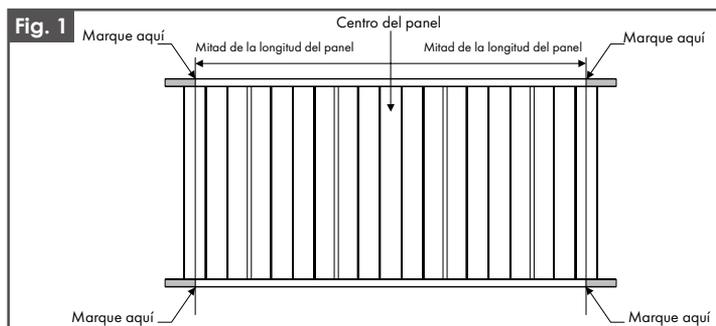 Fig. 1
Centro del panel
Marque aquí
Marque aquí
Mitad de la longitud del panel
Mitad de la longitud del panel
Marque aquí
Marque aquí